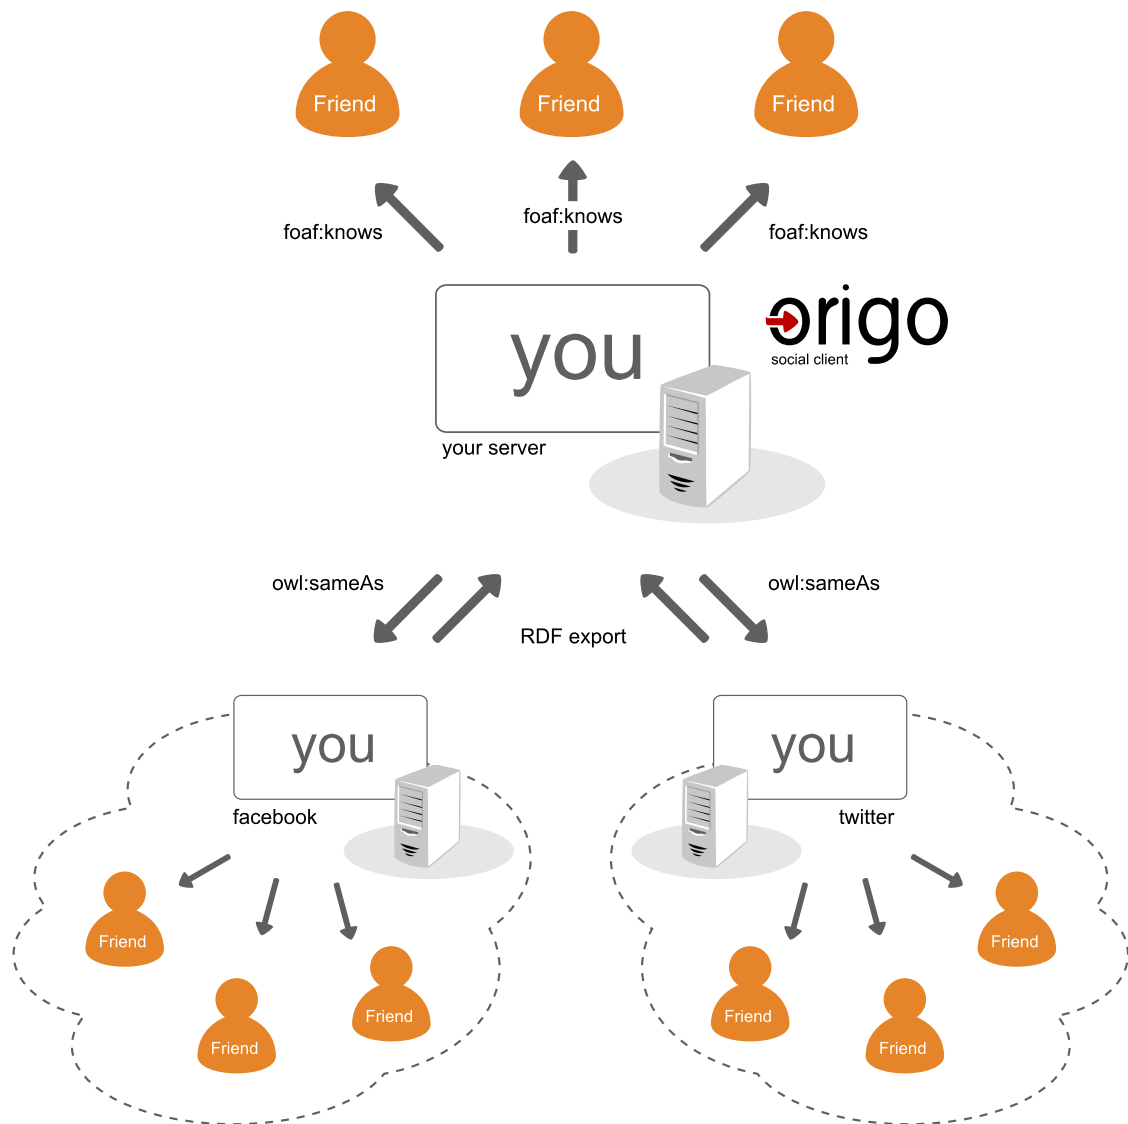 Friend
Friend
Friend
foaf:knows
foaf:knows
foaf:knows
you
origo
social client
your server
owl:sameAs
owl:sameAs
RDF export
you
you
facebook
twitter
Friend
Friend
Friend
Friend
Friend
Friend